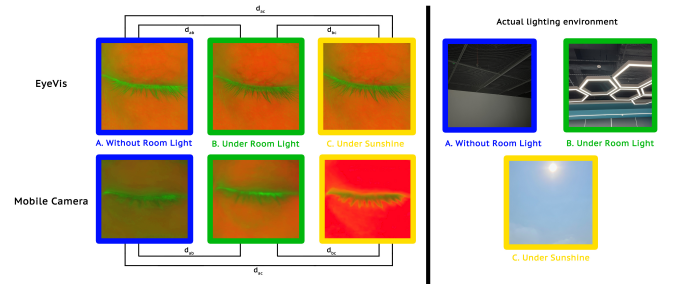 d_ac
d_ab
d_bc
EyeVis
A. Without Room Light
B. Under Room Light
C. Under Sunshine
Mobile Camera
d_ab
d_bc
d_ac
Actual lighting environment
A. Without Room Light
B. Under Room Light
C. Under Sunshine